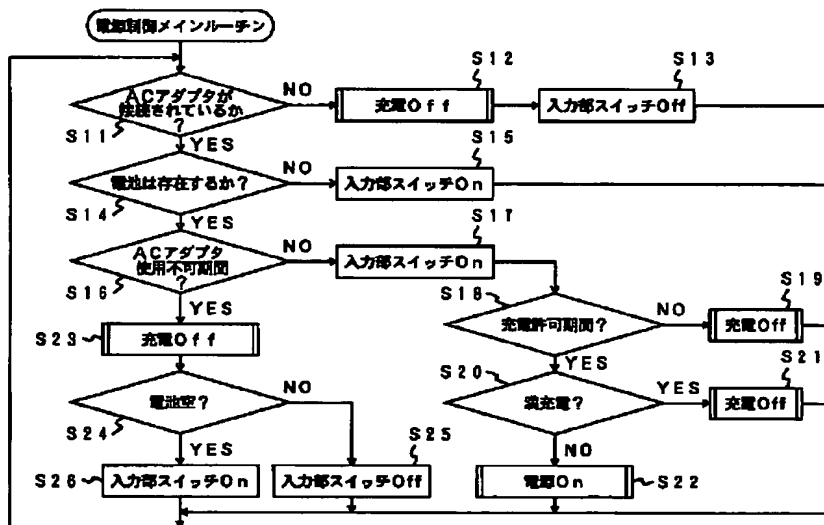 電源制御メインルーチン
ACアダプタが
接続されているか
?
S11
NO
YES
充電Off
S12
入力部スイッチOff
S13
電池は存在するか?
S14
NO
YES
入力部スイッチOn
S15
ACアダプタ
使用不可期間
?
S16
NO
YES
入力部スイッチOn
S17
充電許可期間?
S18
NO
YES
充電Off
S19
満充電?
S20
YES
NO
充電Off
S21
電源On
S22
S23
充電Off
電池空?
S24
NO
YES
入力部スイッチOff
S25
S26
入力部スイッチOn